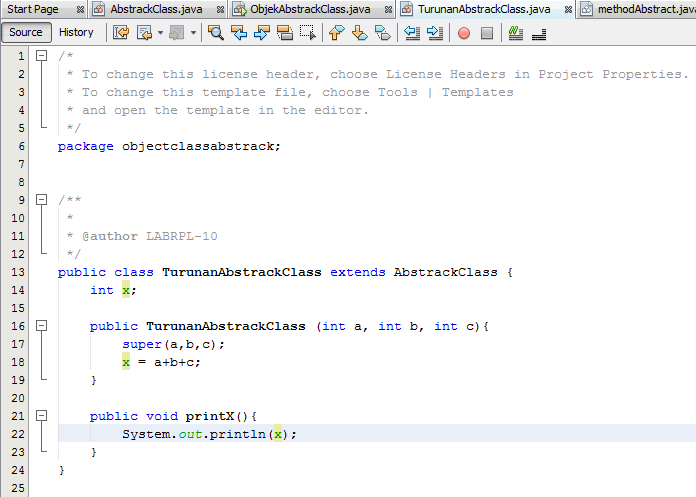 Start Page AbstrackClass.java ObjekAbstrackClass.java TurunanAbstrackClass.java methodAbstract.java
Source History
1 /*
2 * To change this license header, choose License Headers in Project Properties.
3 * To change this template file, choose Tools | Templates
4 * and open the template in the editor.
5 */
6 package objectclassabstrack;
7
8
9 /**
10 *
11 * @author LABRPL-10
12 */
13 public class TurunanAbstrackClass extends AbstrackClass {
14 int x;
15
16 public TurunanAbstrackClass (int a, int b, int c){
17 super(a,b,c);
18 x = a+b+c;
19 }
20
21 public void printX(){
22 System.out.println(x);
23 }
24 }
25